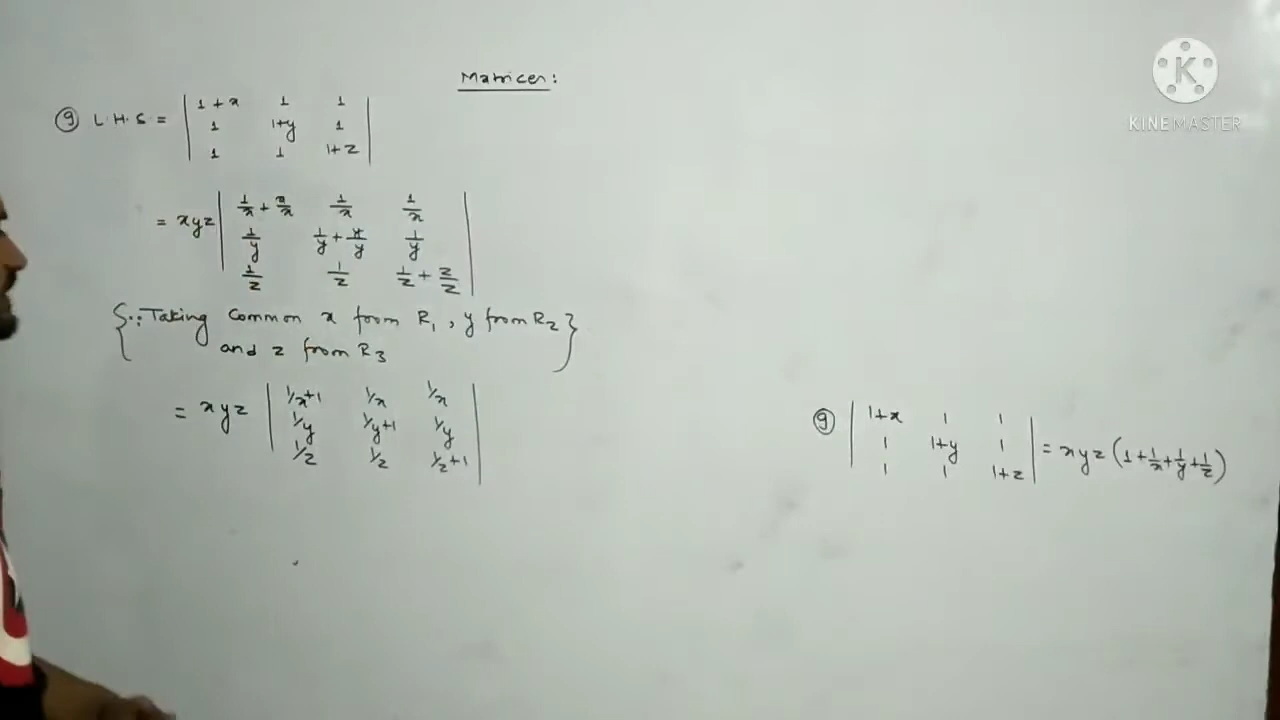 Matrices:
⑨ L.H.S = | 1+x 1 1 |
| 1 1+y 1 |
| 1 1 1+z |
= xyz | 1/x + x/x 1/x 1/x |
| 1/y 1/y + y/y 1/y |
| 1/z 1/z 1/z + z/z |
{∵ Taking Common x from R₁, y from R₂
and z from R₃}
= xyz | 1/x+1 1/x 1/x |
| 1/y 1/y+1 1/y |
| 1/z 1/z 1/z+1 |
⑨ | 1+x 1 1 |
| 1 1+y 1 | = xyz (1 + 1/x + 1/y + 1/z)
| 1 1 1+z |
K
KINEMASTER